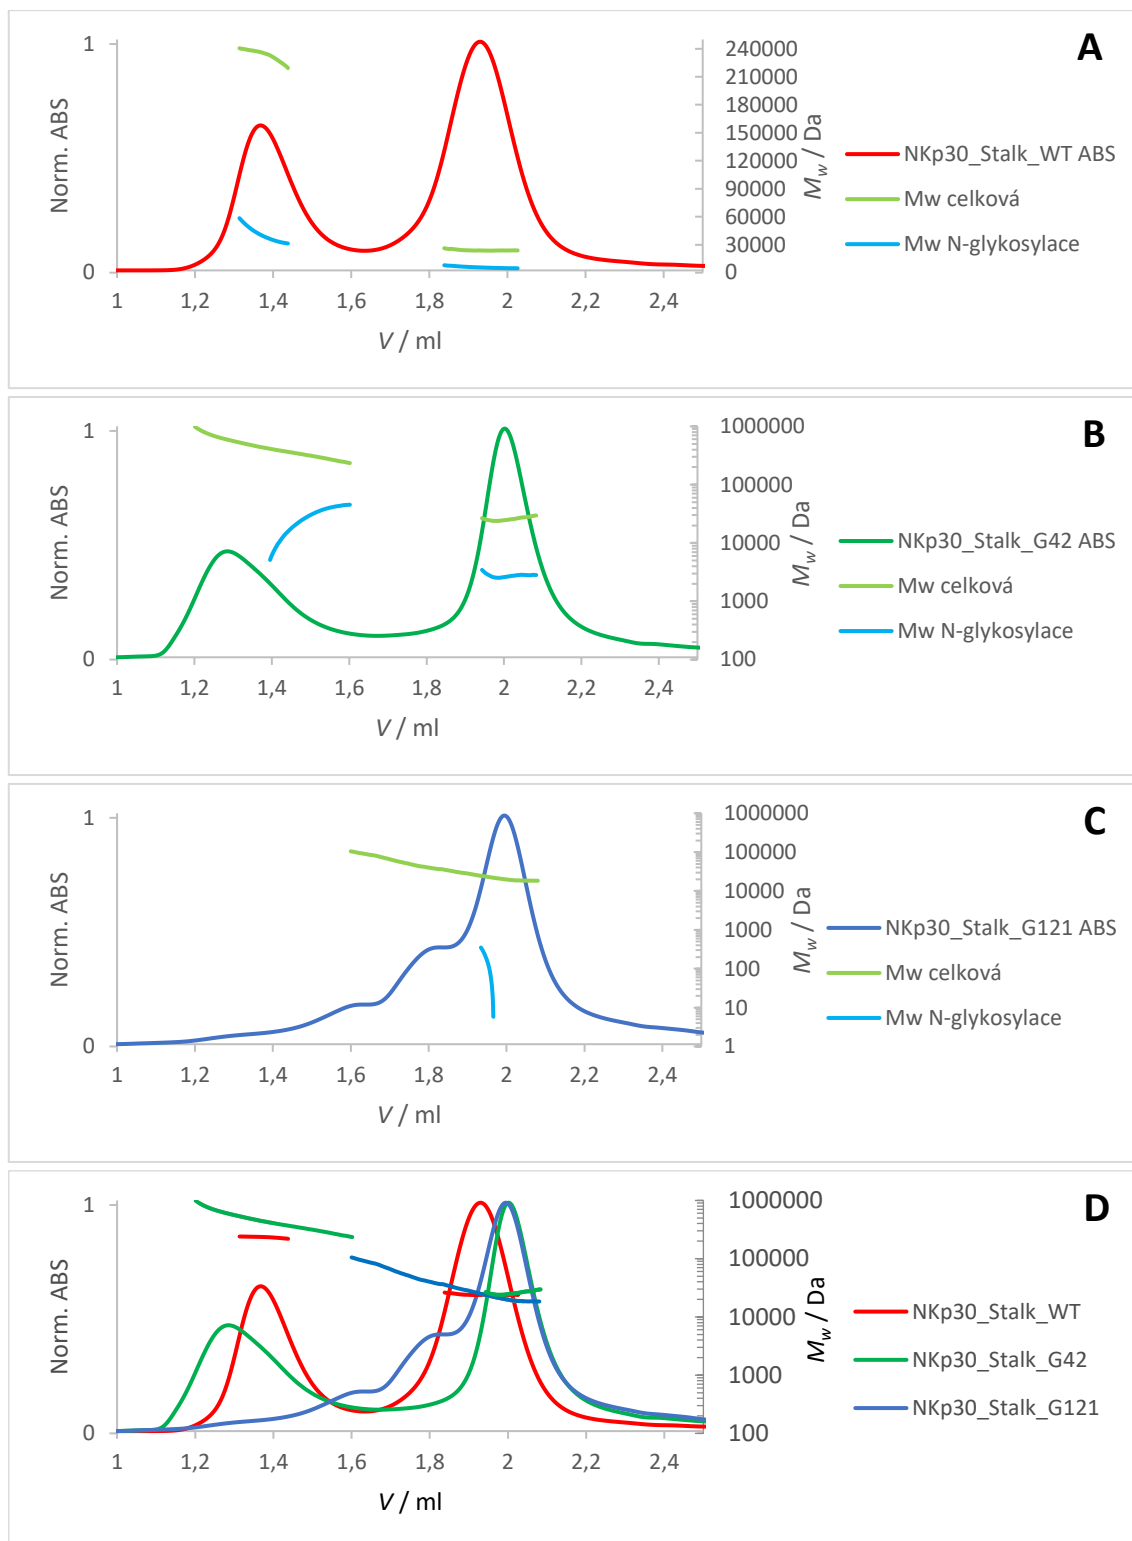 A
1
0
Norm. ABS
1
1,2
1,4
1,6
1,8
2
2,2
2,4
V / ml
240000
210000
180000
150000
120000
90000
60000
30000
0
Mw / Da
NKp30_Stalk_WT ABS
Mw celková
Mw N-glykosylace
B
1
0
Norm. ABS
1
1,2
1,4
1,6
1,8
2
2,2
2,4
V / ml
1000000
100000
10000
1000
100
Mw / Da
NKp30_Stalk_G42 ABS
Mw celková
Mw N-glykosylace
C
1
0
Norm. ABS
1
1,2
1,4
1,6
1,8
2
2,2
2,4
V / ml
1000000
100000
10000
1000
100
10
1
Mw / Da
NKp30_Stalk_G121 ABS
Mw celková
Mw N-glykosylace
D
1
0
Norm. ABS
1
1,2
1,4
1,6
1,8
2
2,2
2,4
V / ml
1000000
100000
10000
1000
100
Mw / Da
NKp30_Stalk_WT
NKp30_Stalk_G42
NKp30_Stalk_G121